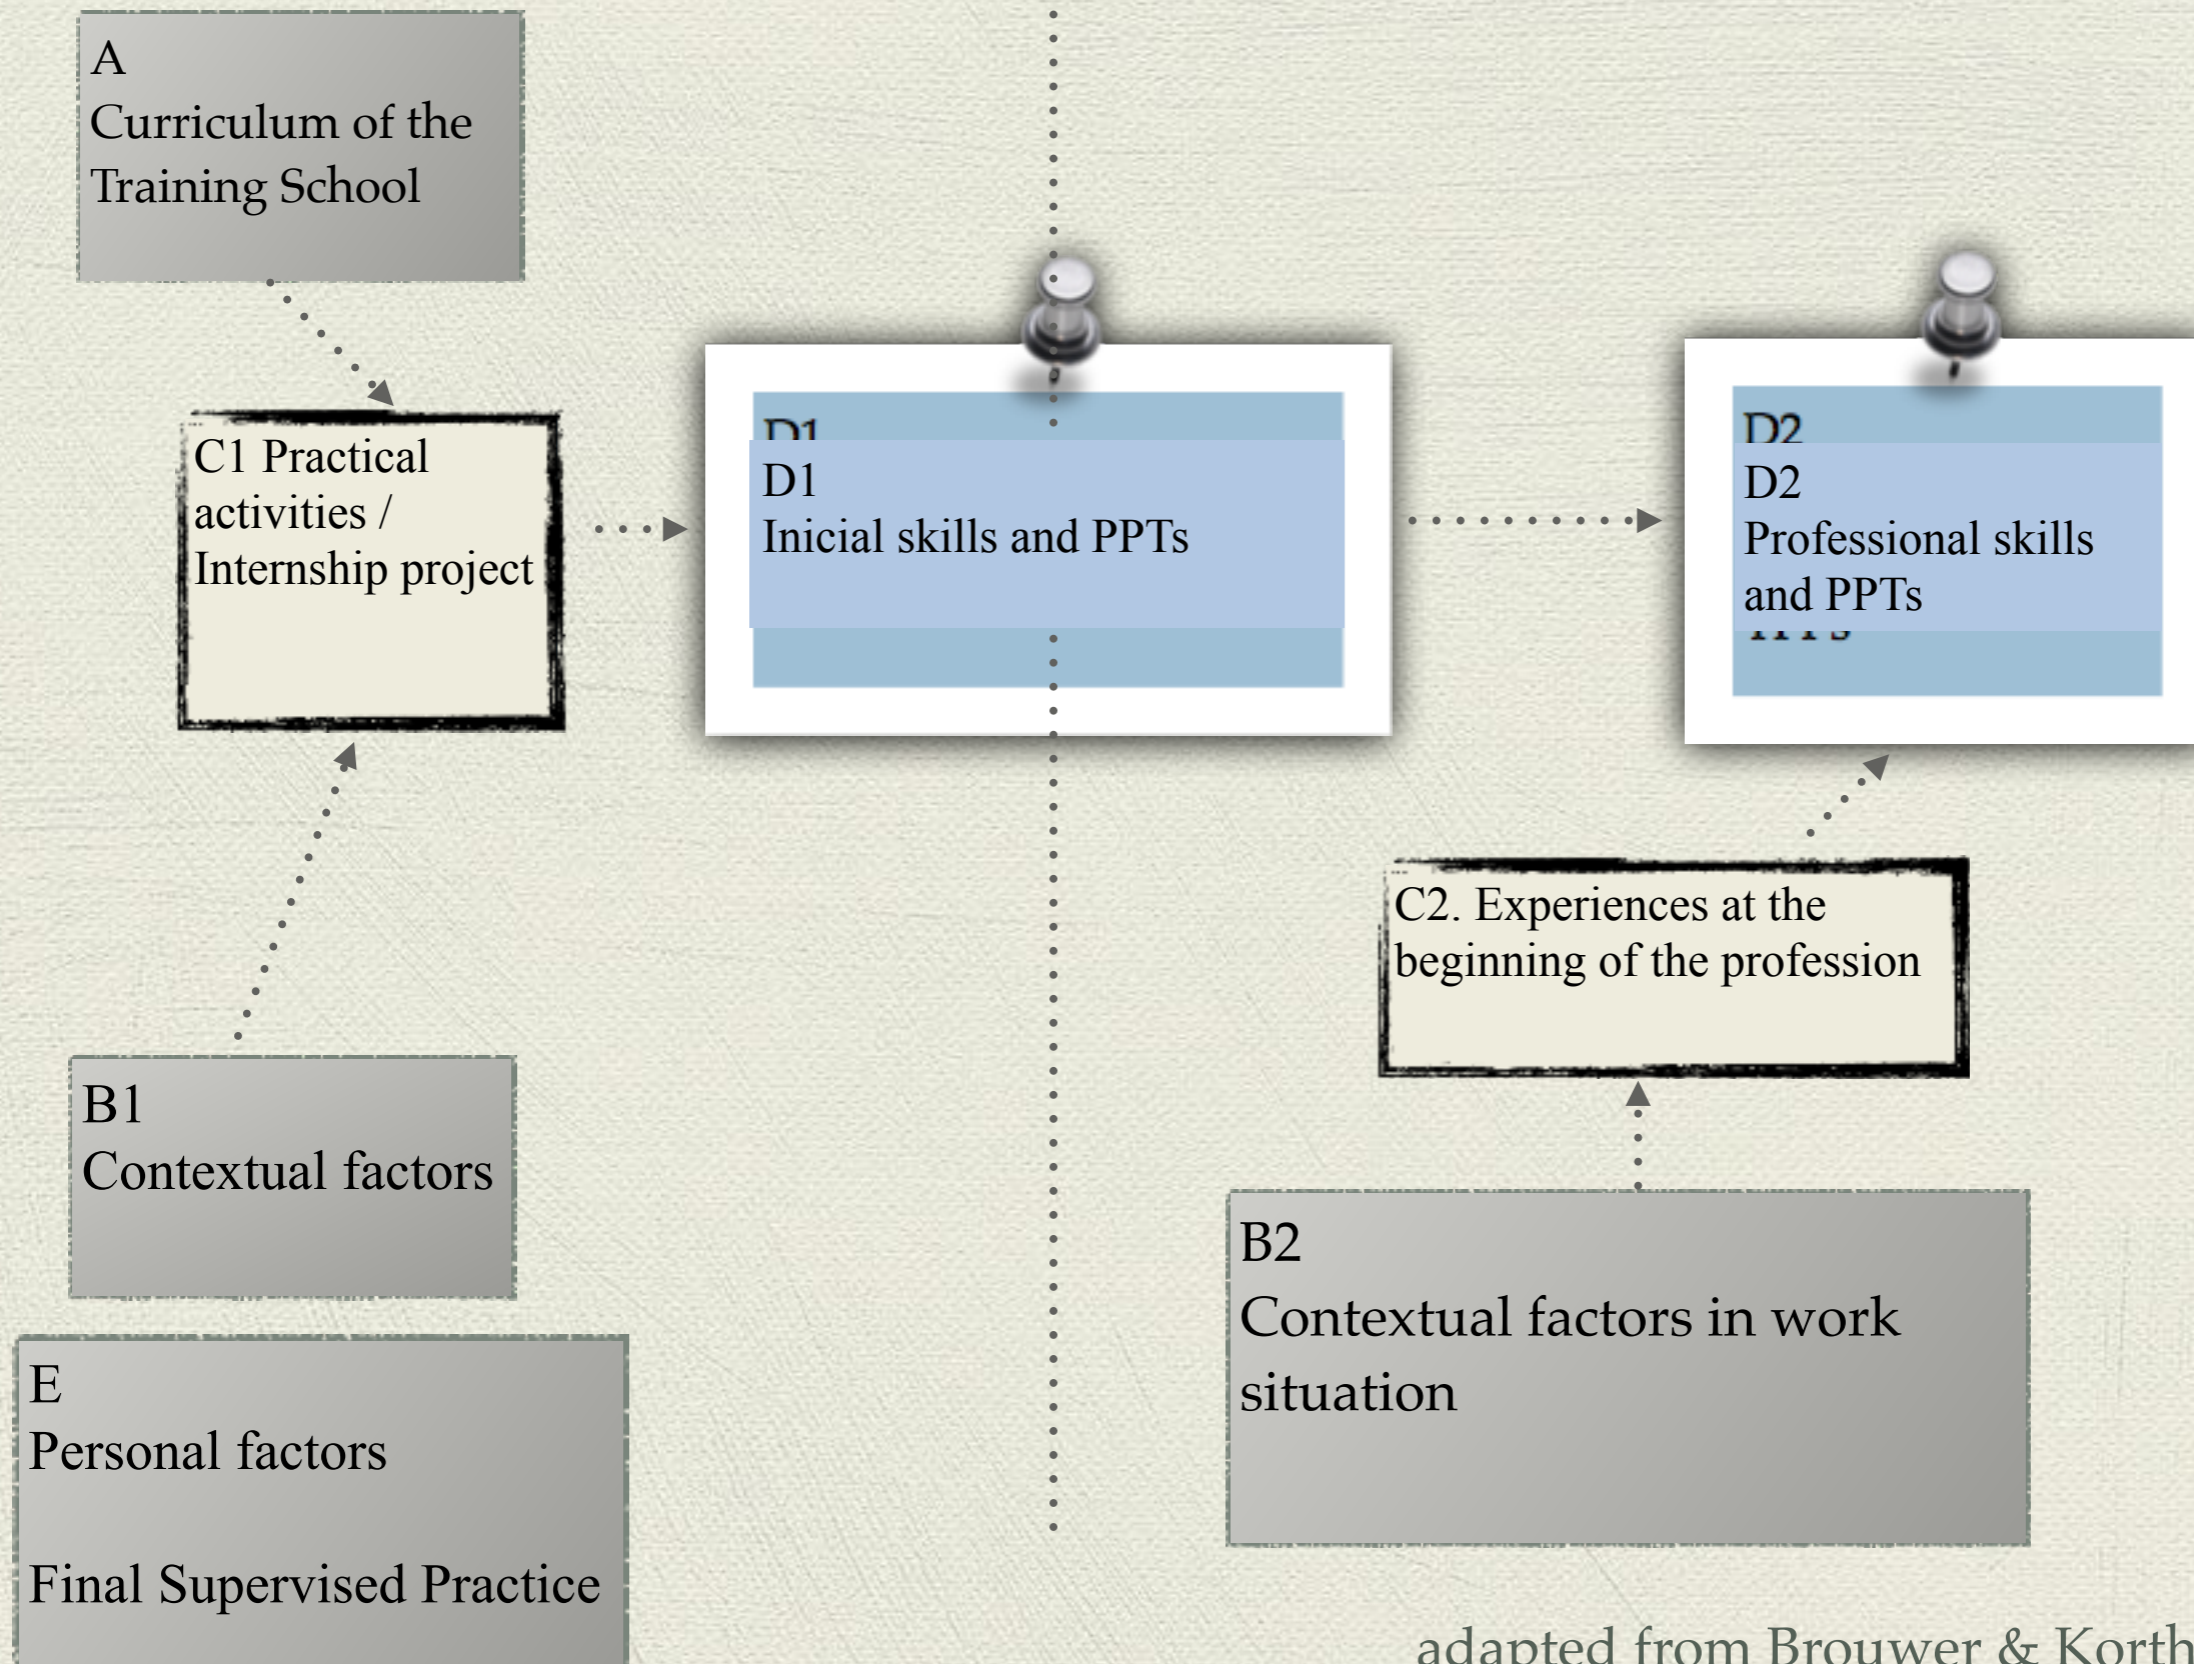 A
Curriculum of the
Training School
C1 Practical
activities /
Internship project
D1
D1
Inicial skills and PPTs
D2
D2
Professional skills
and PPTs
C2. Experiences at the
beginning of the profession
B1
Contextual factors
E
Personal factors
Final Supervised Practice
B2
Contextual factors in work
situation
adapted from Brouwer & Korth